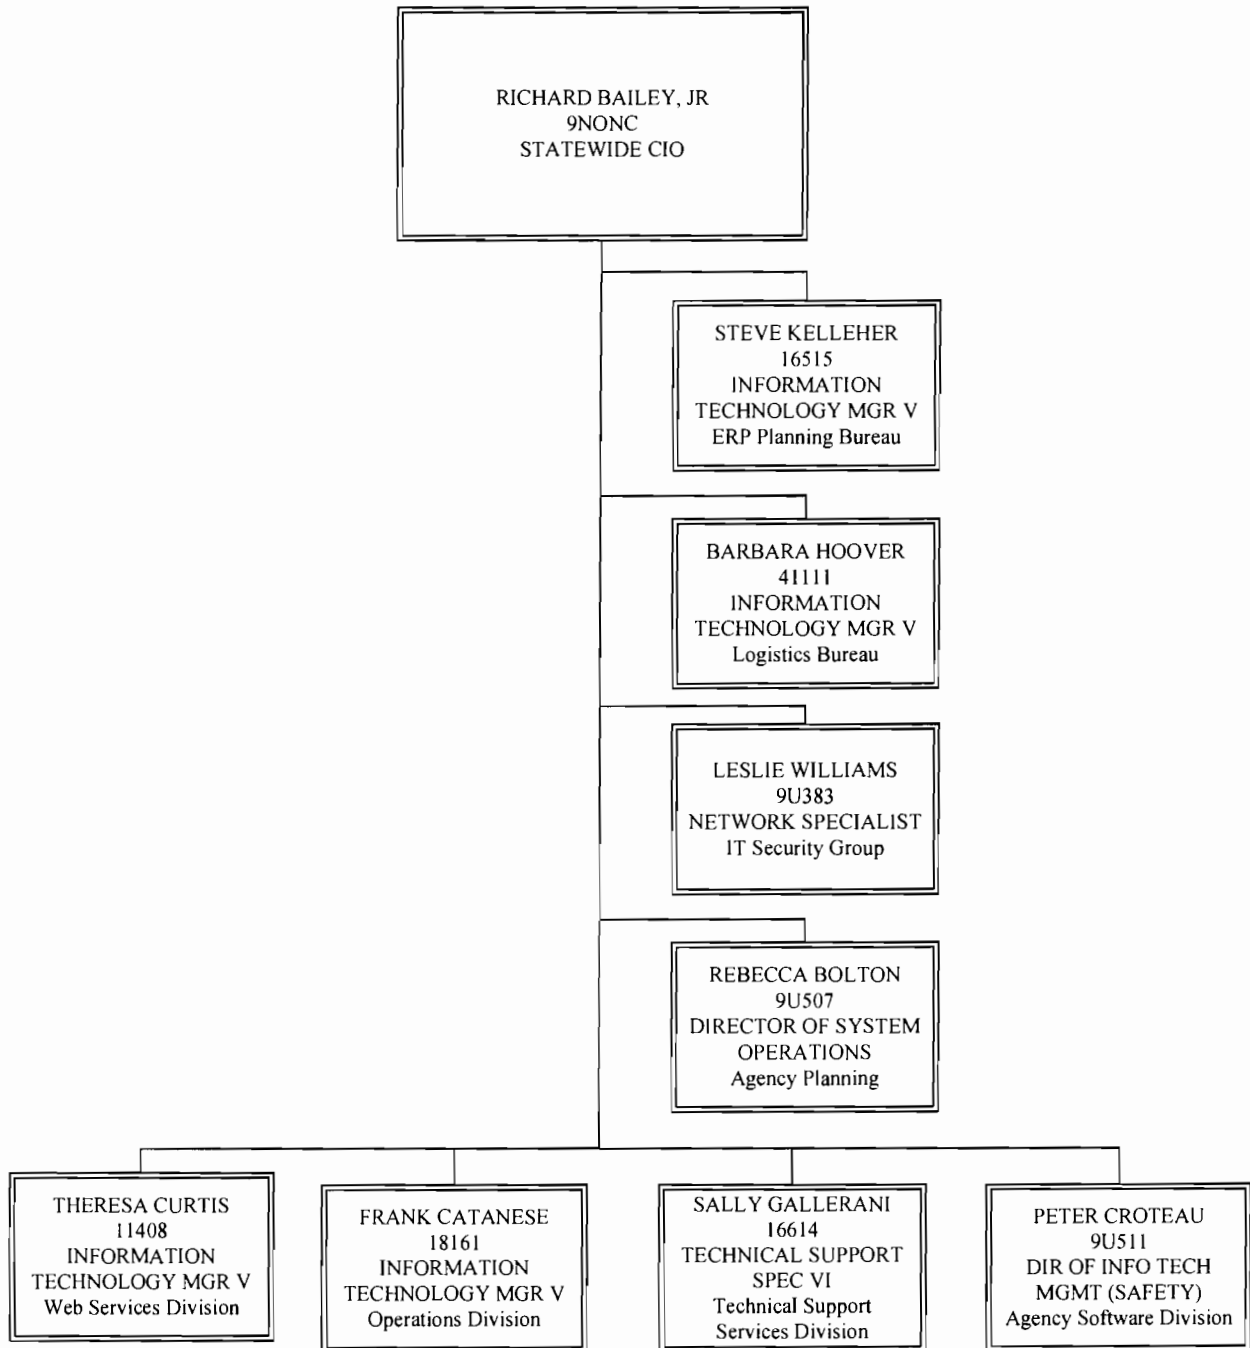 RICHARD BAILEY, JR
9NONC
STATEWIDE CIO
STEVE KELLEHER
16515
INFORMATION
TECHNOLOGY MGR V
ERP Planning Bureau
BARBARA HOOVER
41111
INFORMATION
TECHNOLOGY MGR V
Logistics Bureau
LESLIE WILLIAMS
9U383
NETWORK SPECIALIST
IT Security Group
REBECCA BOLTON
9U507
DIRECTOR OF SYSTEM
OPERATIONS
Agency Planning
THERESA CURTIS
11408
INFORMATION
TECHNOLOGY MGR V
Web Services Division
FRANK CATANESE
18161
INFORMATION
TECHNOLOGY MGR V
Operations Division
SALLY GALLERANI
16614
TECHNICAL SUPPORT
SPEC VI
Technical Support
Services Division
PETER CROTEAU
9U511
DIR OF INFO TECH
MGMT (SAFETY)
Agency Software Division